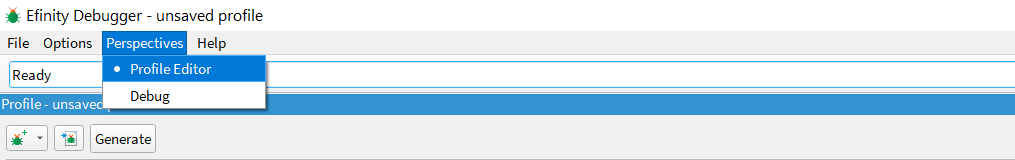 Efinity Debugger - unsaved profile
File Options Perspectives Help
Ready
Profile Editor
Debug
Profile - unsaved
Generate